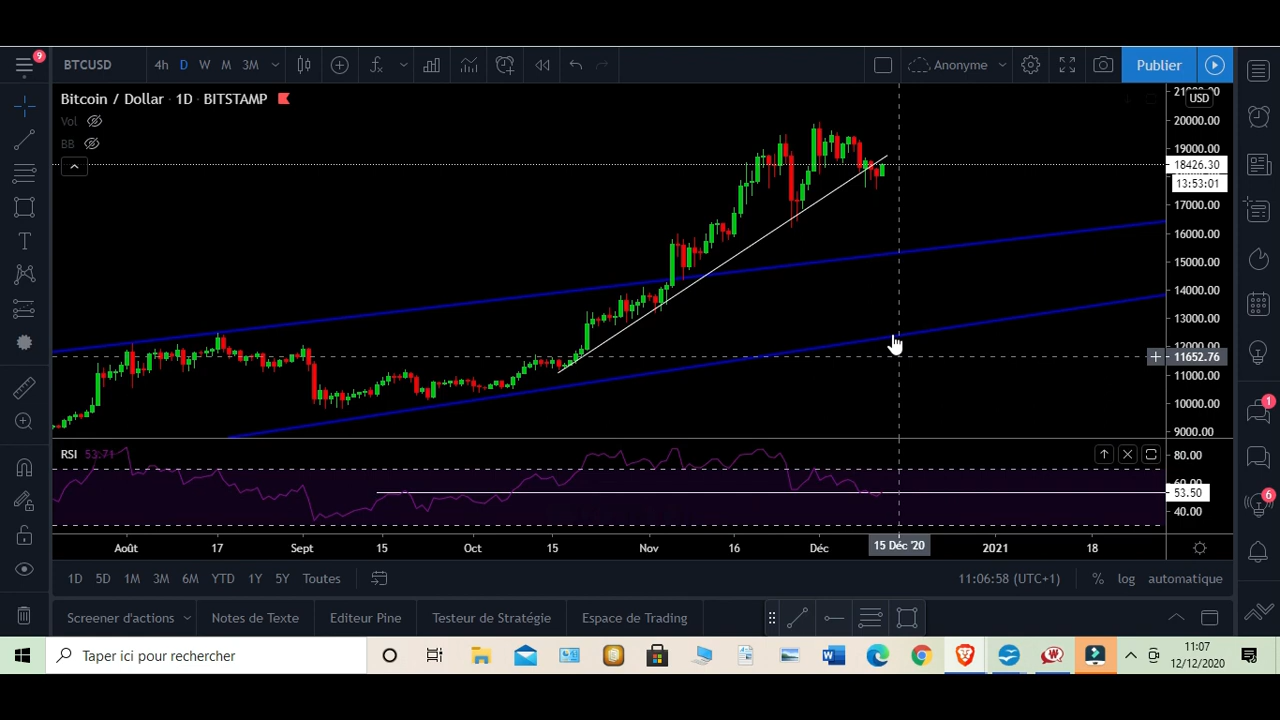 9
BTCUSD
4h D W M 3M
Anonyme
Publier
Bitcoin / Dollar · 1D · BITSTAMP
Vol
BB
USD
20000.00
19000.00
18426.30
13:53:01
17000.00
16000.00
15000.00
14000.00
13000.00
11652.76
11000.00
10000.00
9000.00
RSI 53.71
80.00
53.50
40.00
1
6
Août 17 Sept 15 Oct 15 Nov 16 Déc 15 Déc '20 2021 18
1D 5D 1M 3M 6M YTD 1Y 5Y Toutes
11:06:58 (UTC+1) % log automatique
Screener d'actions Notes de Texte Editeur Pine Testeur de Stratégie Espace de Trading
Taper ici pour rechercher
11:07
12/12/2020